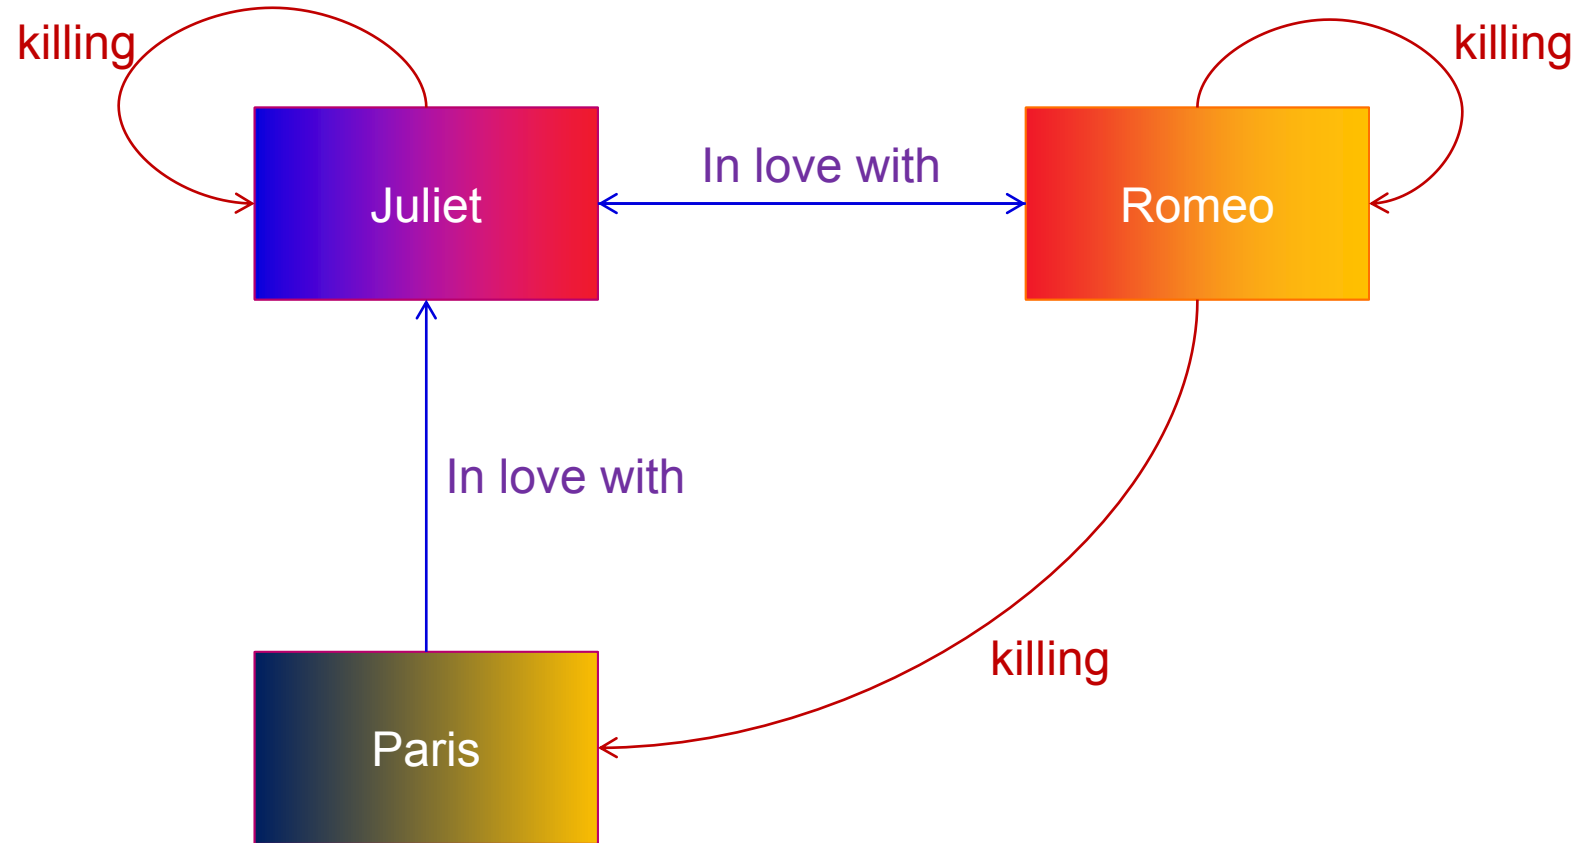 killing
killing
In love with
Juliet
Romeo
In love with
killing
Paris